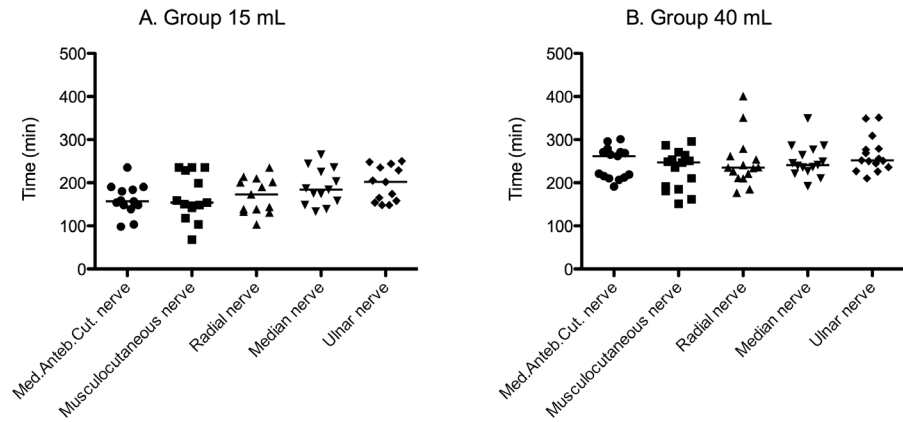 A. Group 15 mL
Time (min)
500
400
300
200
100
0
Med.Anteb.Cut. nerve
Musculocutaneous nerve
Radial nerve
Median nerve
Ulnar nerve
B. Group 40 mL
Time (min)
500
400
300
200
100
0
Med.Anteb.Cut. nerve
Musculocutaneous nerve
Radial nerve
Median nerve
Ulnar nerve